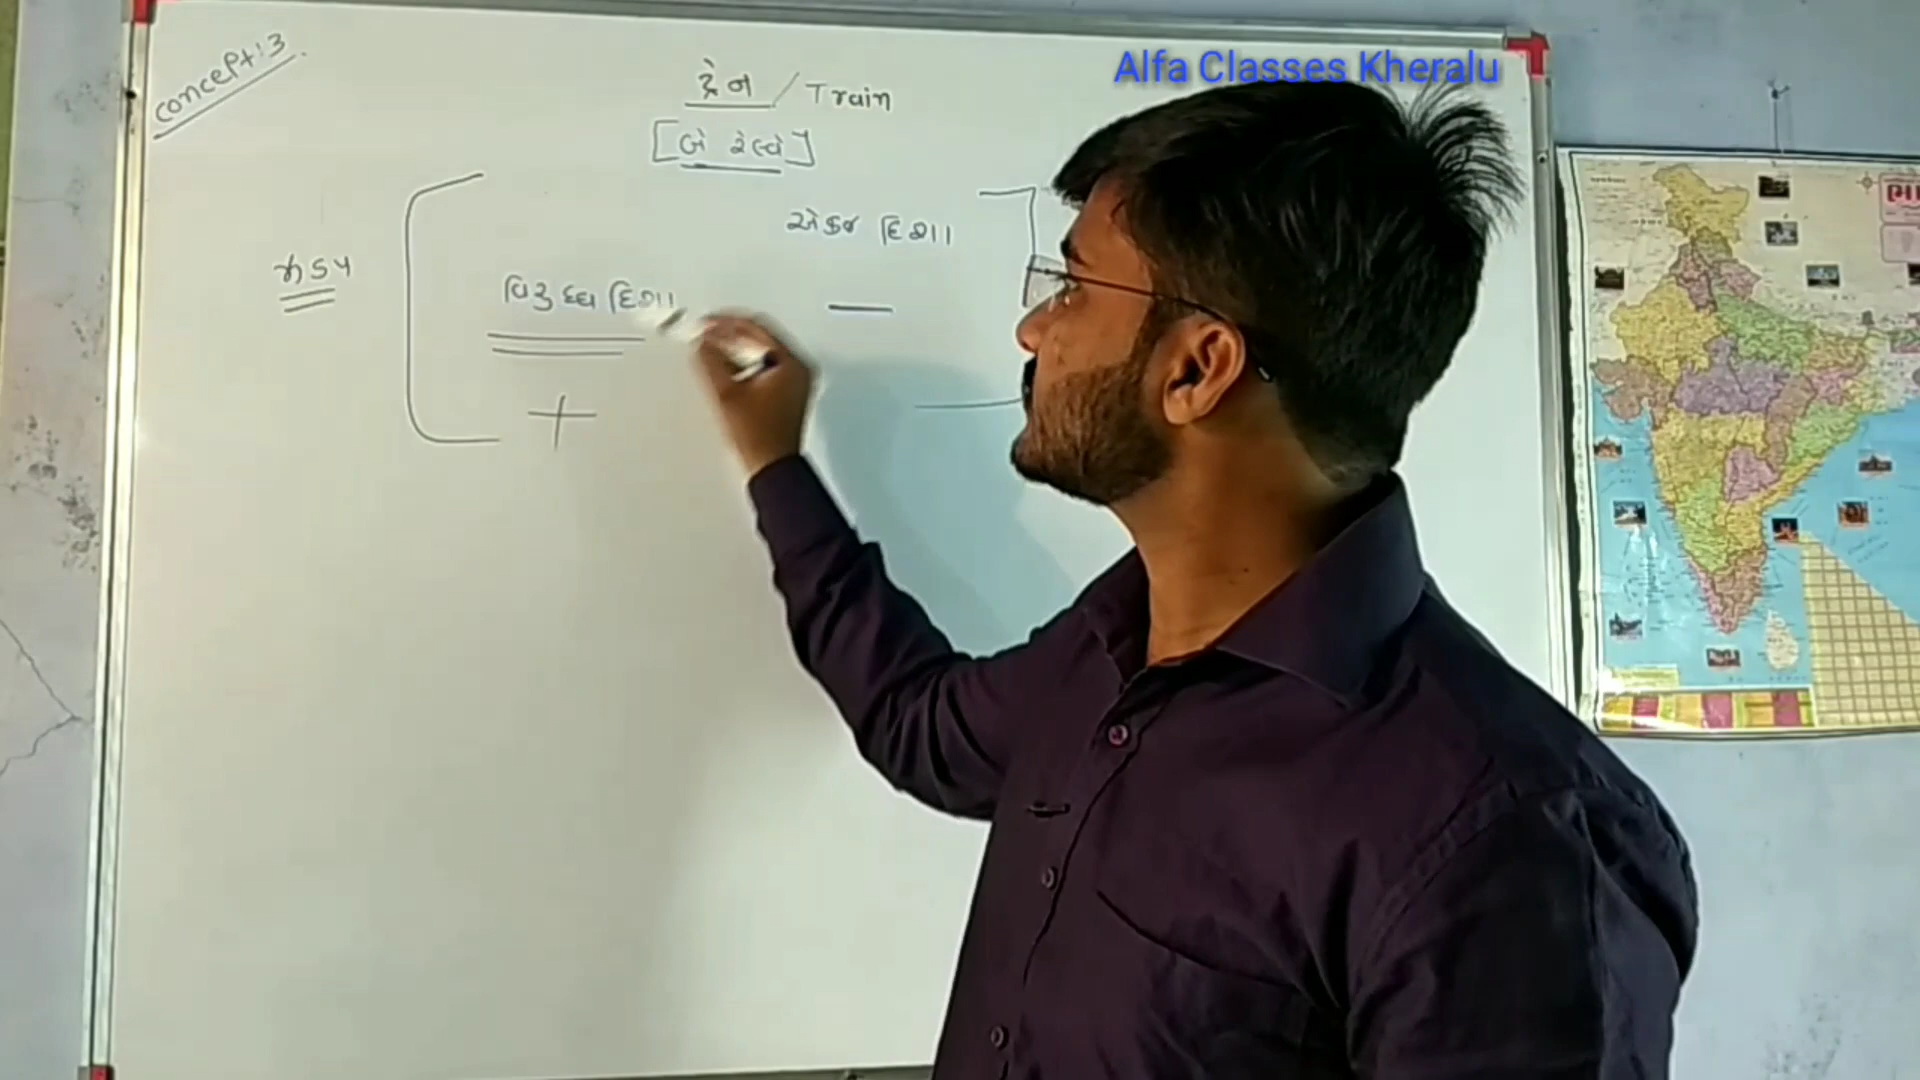 Alfa Classes Kheralu
concept:3
ટ્રેન / Train
[બે રેલ્વે]
એકજ દિશા
ઝડપ
વિરુદ્ધ દિશા
—
+